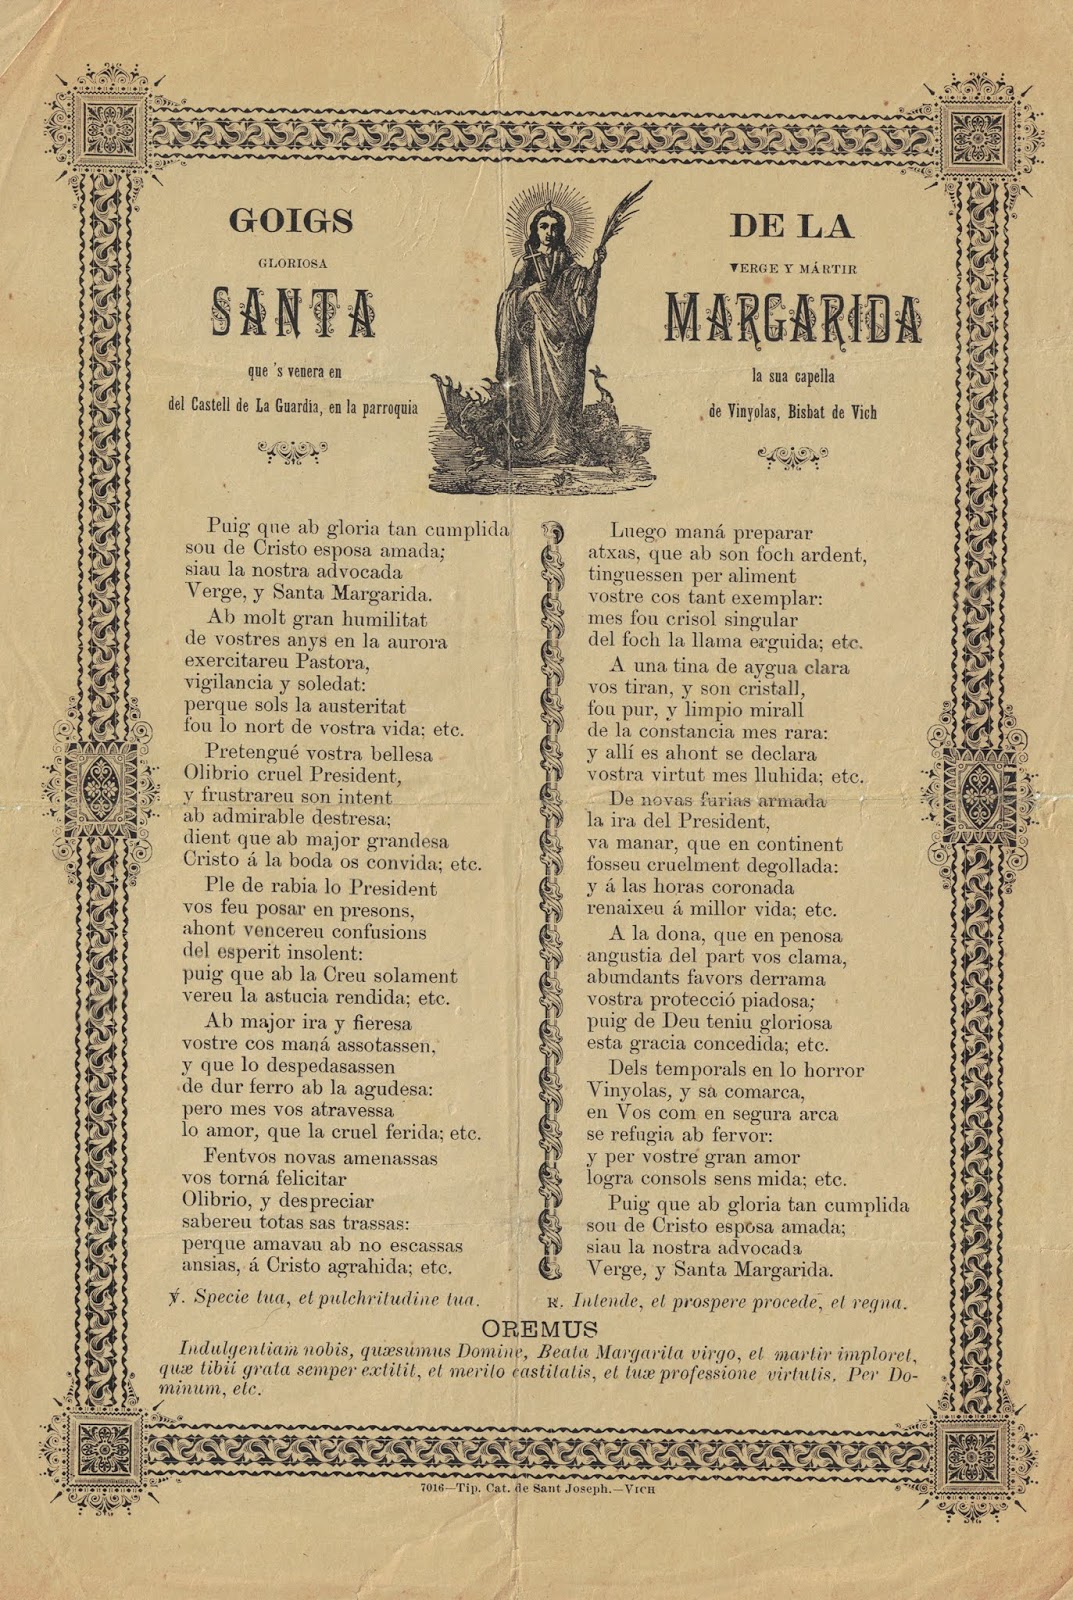 GOIGS DE LA
GLORIOSA VERGE Y MÁRTIR
SANTA MARGARIDA
que 's venera en la sua capella
del Castell de La Guardia, en la parroquia de Vinyolas, Bisbat de Vich
Puig que ab gloria tan cumplida
sou de Cristo esposa amada;
siau la nostra advocada
Verge, y Santa Margarida.
Ab molt gran humilitat
de vostres anys en la aurora
exercitareu Pastora,
vigilancia y soledat:
perque sols la austeritat
fou lo nort de vostra vida; etc.
Pretengué vostra bellesa
Olibrio cruel President,
y frustrareu son intent
ab admirable destresa;
dient que ab major grandesa
Cristo á la boda os convida; etc.
Ple de rabia lo President
vos feu posar en presons,
ahont vencereu confusions
del esperit insolent:
puig que ab la Creu solament
vereu la astucia rendida; etc.
Ab major ira y fieresa
vostre cos maná assotassen,
y que lo despedasassen
de dur ferro ab la agudesa:
pero mes vos atravessa
lo amor, que la cruel ferida; etc.
Fentvos novas amenassas
vos torná felicitar
Olibrio, y despreciar
sabereu totas sas trassas:
perque amavau ab no escassas
ansias, á Cristo agrahida; etc.
Luego maná preparar
atxas, que ab son foch ardent,
tinguessen per aliment
vostre cos tant exemplar:
mes fou crisol singular
del foch la llama erguida; etc.
A una tina de aygua clara
vos tiran, y son cristall,
fou pur, y limpio mirall
de la constancia mes rara:
y allí es ahont se declara
vostra virtut mes lluhida; etc.
De novas furias armada
la ira del President,
va manar, que en continent
fosseu cruelment degollada:
y á las horas coronada
renaixeu á millor vida; etc.
A la dona, que en penosa
angustia del part vos clama,
abundants favors derrama
vostra protecció piadosa;
puig de Deu teniu gloriosa
esta gracia concedida; etc.
Dels temporals en lo horror
Vinyolas, y sa comarca,
en Vos com en segura arca
se refugia ab fervor:
y per vostre gran amor
logra consols sens mida; etc.
Puig que ab gloria tan cumplida
sou de Cristo esposa amada;
siau la nostra advocada
Verge, y Santa Margarida.
℣. Specie tua, et pulchritudine tua. ℟. Intende, et prospere procede, et regna.
OREMUS
Indulgentiam nobis, quæsumus Domine, Beata Margarita virgo, et martir imploret,
quæ tibii grata semper extitit, et merito castitatis, et tuæ professione virtutis. Per Do-
minum, etc.
7016—Tip. Cat. de Sant Joseph.—VICH